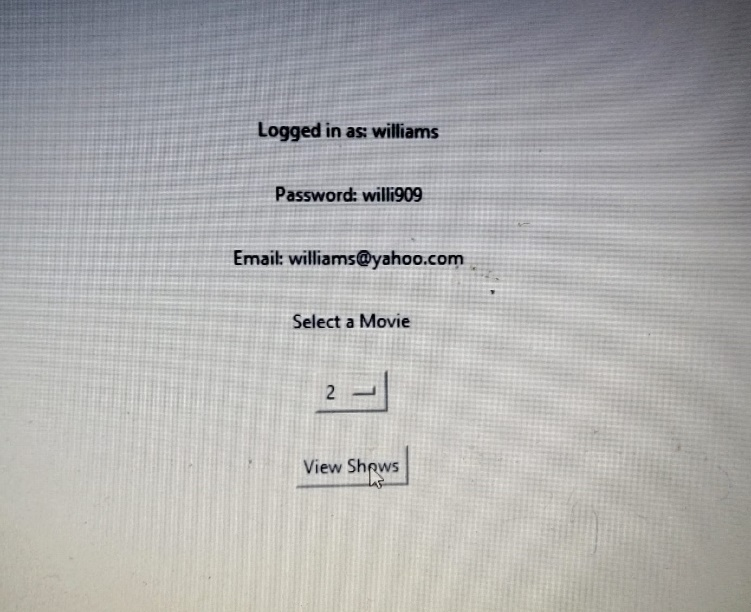 Logged in as: williams
Password: willi909
Email: williams@yahoo.com
Select a Movie
2
View Shows